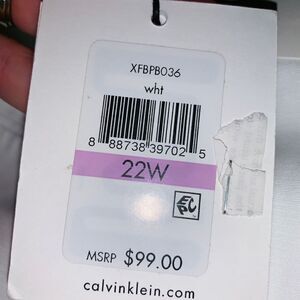 XFBPB036
wht
8 88738 39702 5
22W
MSRP $99.00
calvinklein.com